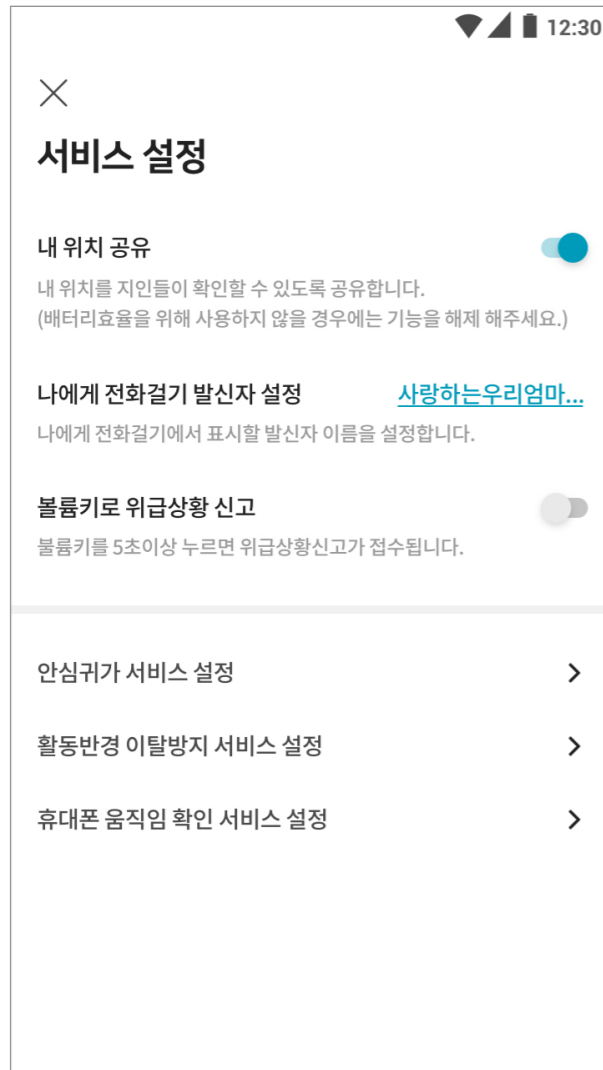 12:30
서비스 설정
내 위치 공유
내 위치를 지인들이 확인할 수 있도록 공유합니다.
(배터리효율을 위해 사용하지 않을 경우에는 기능을 해제 해주세요.)
나에게 전화걸기 발신자 설정
사랑하는우리엄마...
나에게 전화걸기에서 표시할 발신자 이름을 설정합니다.
볼륨키로 위급상황 신고
불륨키를 5초이상 누르면 위급상황신고가 접수됩니다.
안심귀가 서비스 설정
활동반경 이탈방지 서비스 설정
휴대폰 움직임 확인 서비스 설정